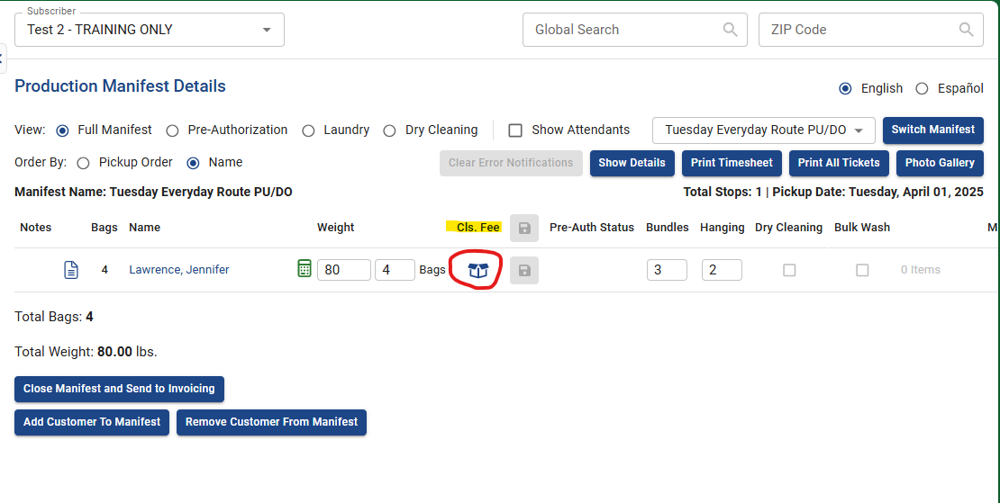 Subscriber
Test 2 - TRAINING ONLY
Global Search
ZIP Code
Production Manifest Details
English Español
View: Full Manifest Pre-Authorization Laundry Dry Cleaning Show Attendants Tuesday Everyday Route PU/DO Switch Manifest
Order By: Pickup Order Name Clear Error Notifications Show Details Print Timesheet Print All Tickets Photo Gallery
Manifest Name: Tuesday Everyday Route PU/DO Total Stops: 1 | Pickup Date: Tuesday, April 01, 2025
Notes Bags Name Weight Cls. Fee Pre-Auth Status Bundles Hanging Dry Cleaning Bulk Wash M
4 Lawrence, Jennifer 80 4 Bags 3 2 0 Items
Total Bags: 4
Total Weight: 80.00 lbs.
Close Manifest and Send to Invoicing
Add Customer To Manifest Remove Customer From Manifest